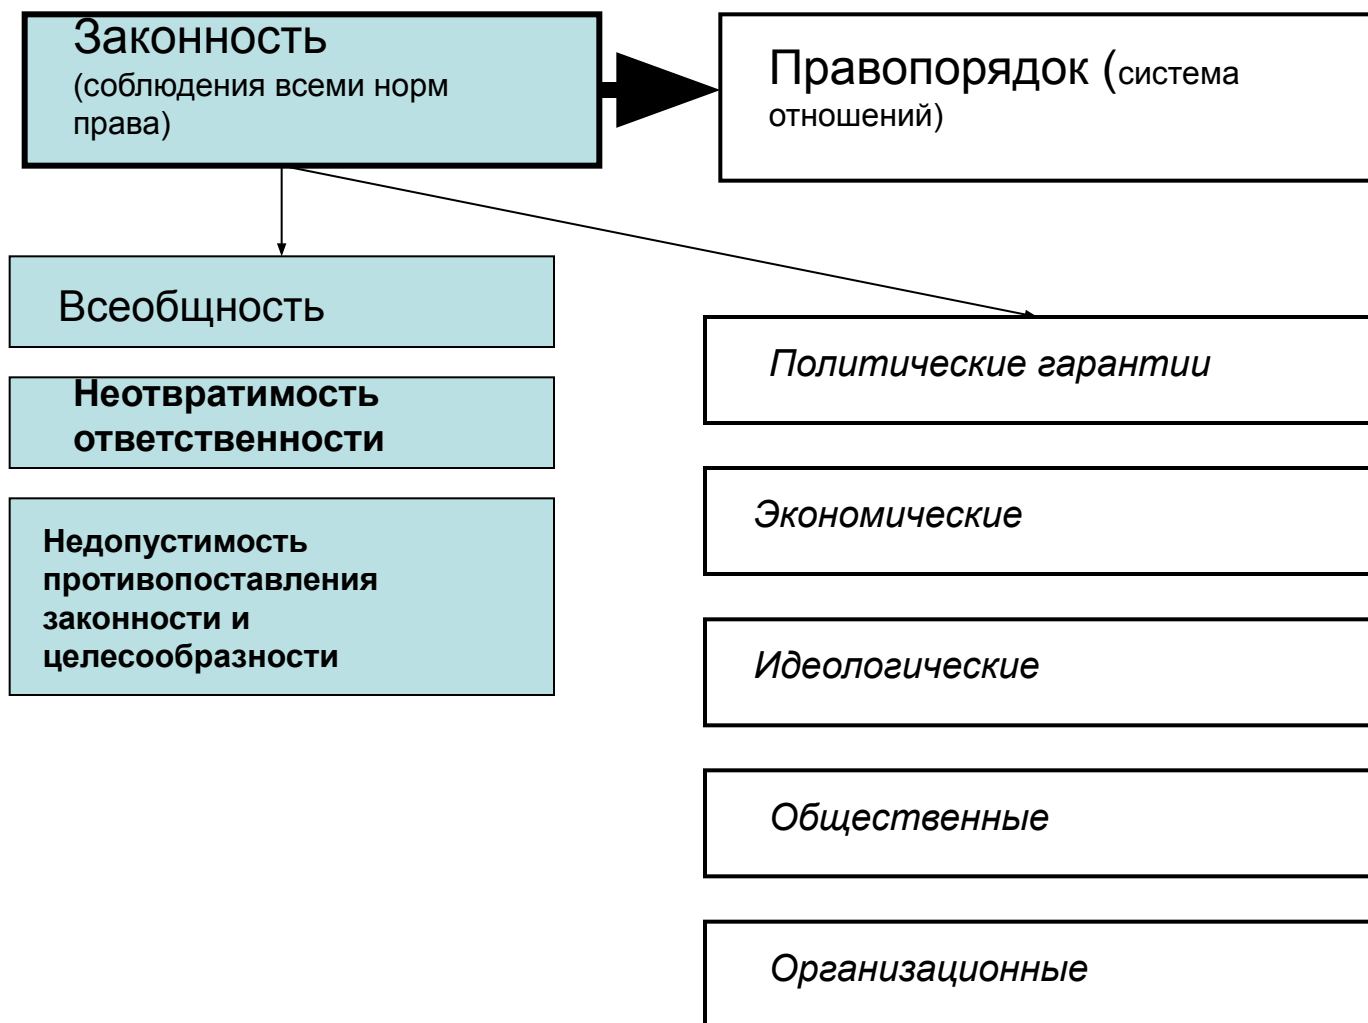 Законность
(соблюдения всеми норм
права)
Правопорядок (система
отношений)
Всеобщность
Неотвратимость
ответственности
Недопустимость
противопоставления
законности и
целесообразности
Политические гарантии
Экономические
Идеологические
Общественные
Организационные